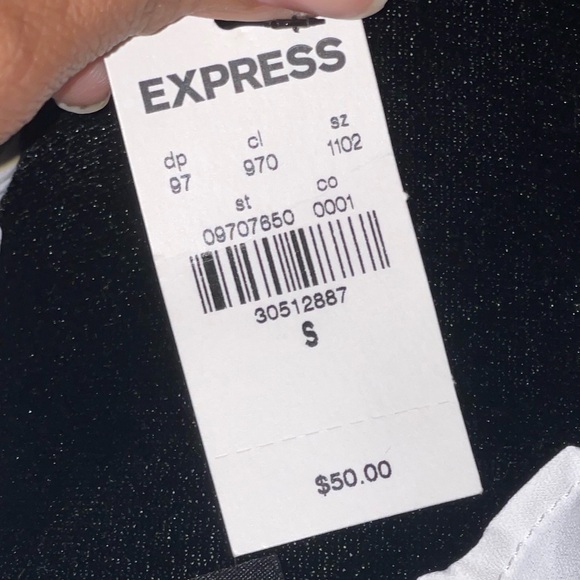 EXPRESS
dp cl sz
97 970 1102
st co
09707650 0001
30512887
S
$50.00